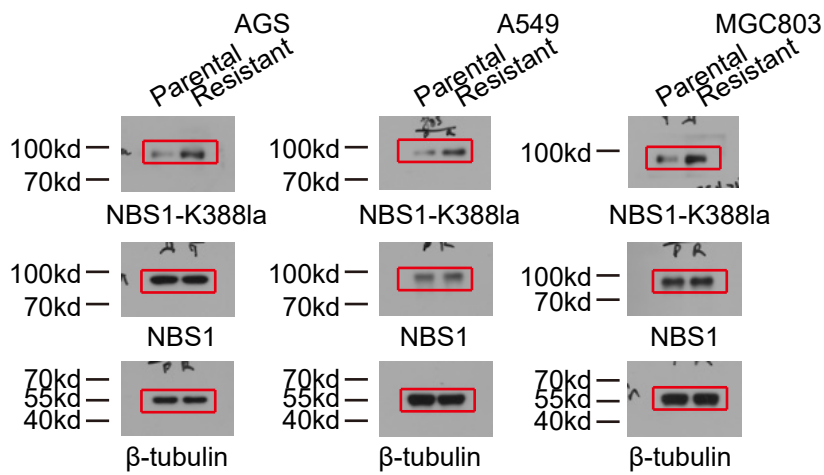 AGS A549 MGC803
Parental Resistant Parental Resistant Parental Resistant
100kd 100kd 100kd
70kd 70kd
NBS1-K388la NBS1-K388la NBS1-K388la
100kd 100kd 100kd
70kd 70kd 70kd
P R
NBS1 NBS1 NBS1
70kd 70kd 70kd
55kd 55kd 55kd
40kd 40kd 40kd
P R
β-tubulin β-tubulin β-tubulin